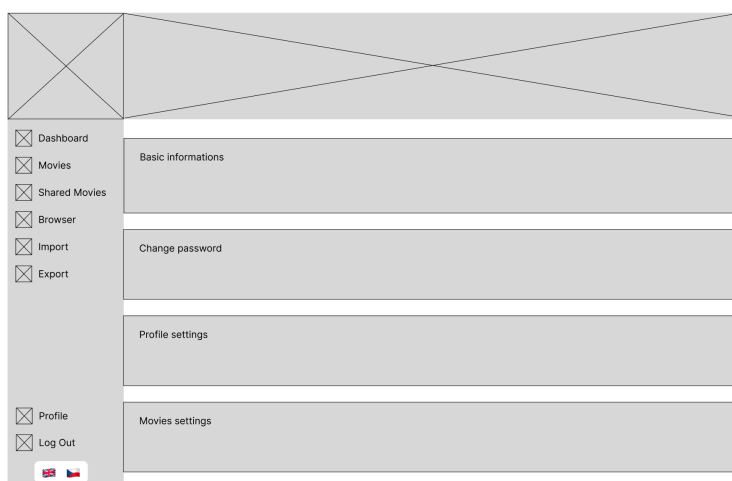 Dashboard
Movies
Shared Movies
Browser
Import
Export
Profile
Log Out
Basic informations
Change password
Profile settings
Movies settings